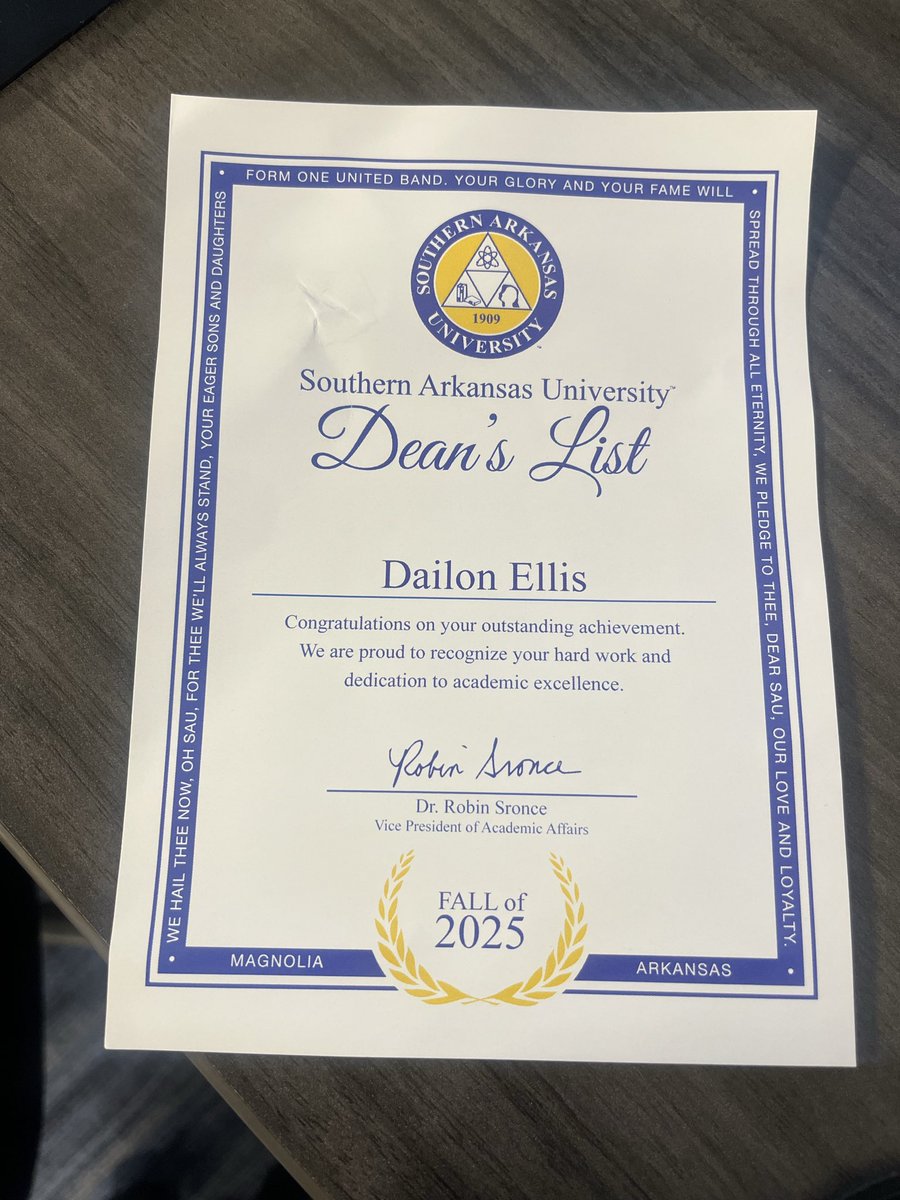 WE HAIL THEE NOW, OH SAU, FOR THEE WE'LL ALWAYS STAND, YOUR EAGER SONS AND DAUGHTERS
FORM ONE UNITED BAND. YOUR GLORY AND YOUR FAME WILL
SPREAD THROUGH ALL ETERNITY, WE PLEDGE TO THEE, DEAR SAU, OUR LOVE AND LOYALTY.
SOUTHERN ARKANSAS
1909
UNIVERSITY
Southern Arkansas University™
Dean's List
Dailon Ellis
Congratulations on your outstanding achievement.
We are proud to recognize your hard work and
dedication to academic excellence.
Robin Sronce
Dr. Robin Sronce
Vice President of Academic Affairs
FALL of
2025
MAGNOLIA
ARKANSAS